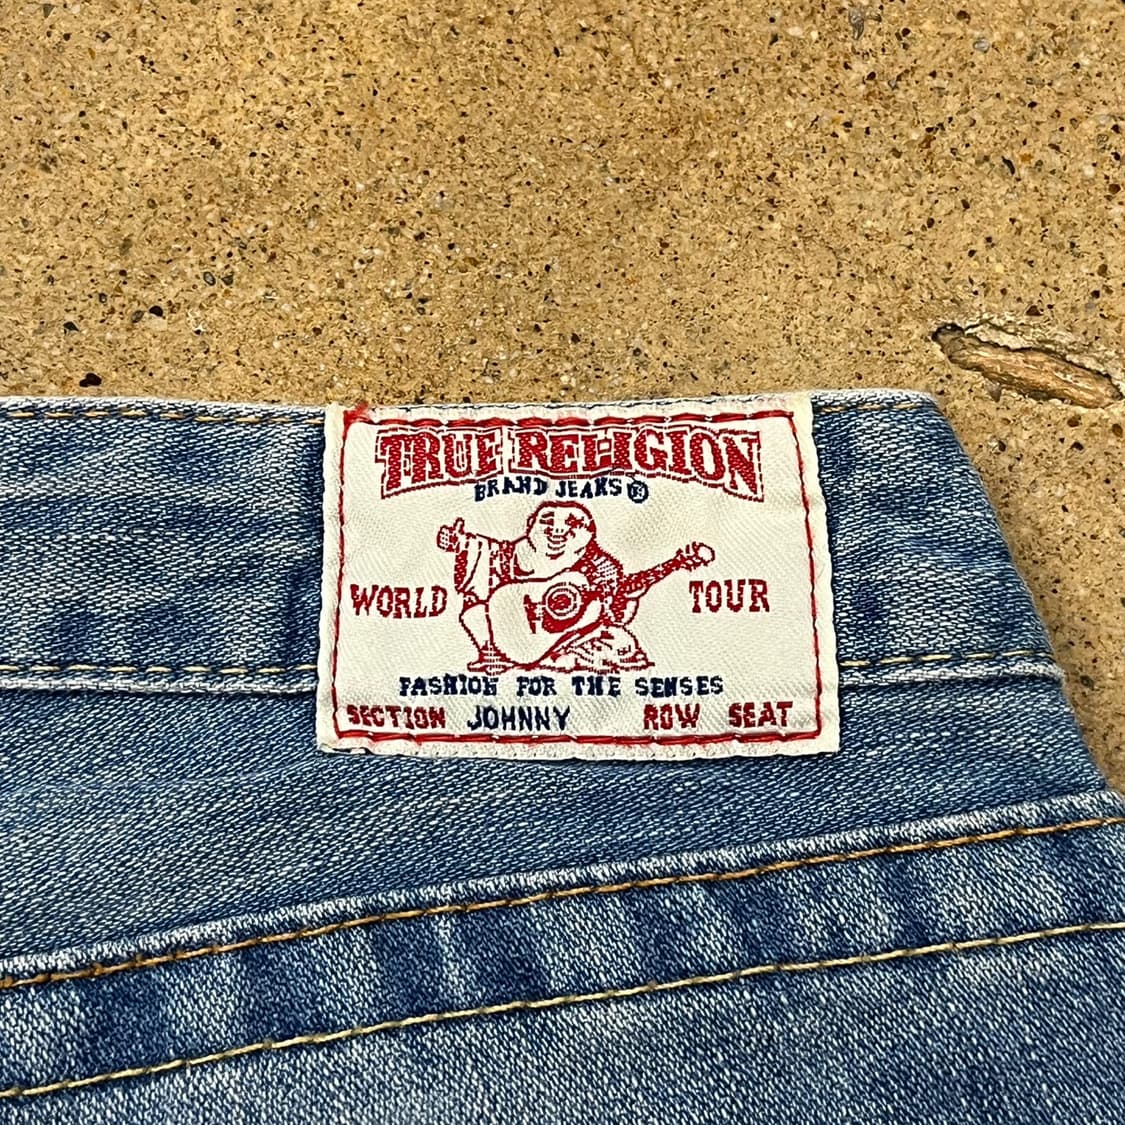 TRUE RELIGION
BRAND JEANS®
WORLD TOUR
FASHION FOR THE SENSES
SECTION JOHNNY ROW SEAT